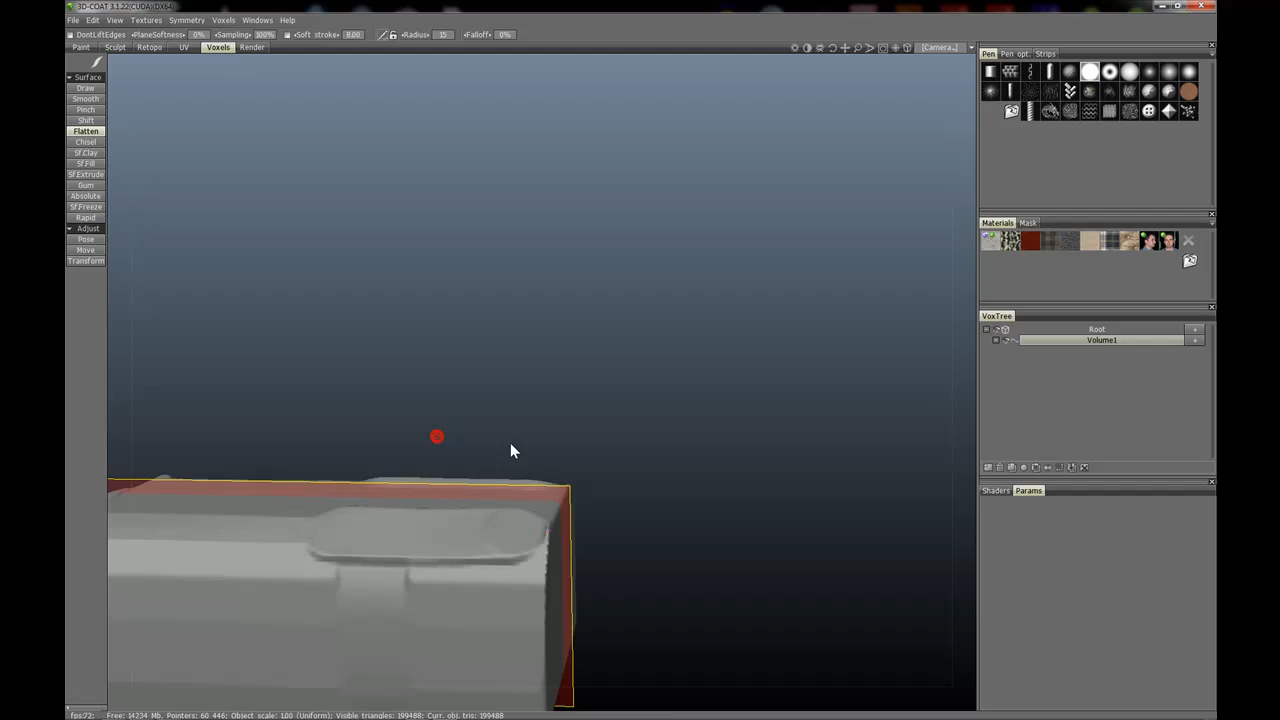 3D-COAT 3.1.22(CUDA)(DX64)
File Edit View Textures Symmetry Voxels Windows Help
DontLiftEdges PlaneSoftness 0% Sampling 100% Soft stroke 8.00 Radius 15 Falloff 0%
Paint Sculpt Retopo UV Voxels Render [Camera...]
Surface
Draw
Smooth
Pinch
Shift
Flatten
Chisel
Sf.Clay
Sf.Fill
Sf.Extrude
Gum
Absolute
Sf.Freeze
Rapid
Adjust
Pose
Move
Transform
Pen Pen opt. Strips
Materials Mask
VoxTree
Root +
Volume1 +
Shaders Params
fps:72; Free: 14234 Mb, Pointers: 60 446; Object scale: 1.00 (Uniform); Visible triangles: 199488; Curr. obj. tris: 199488